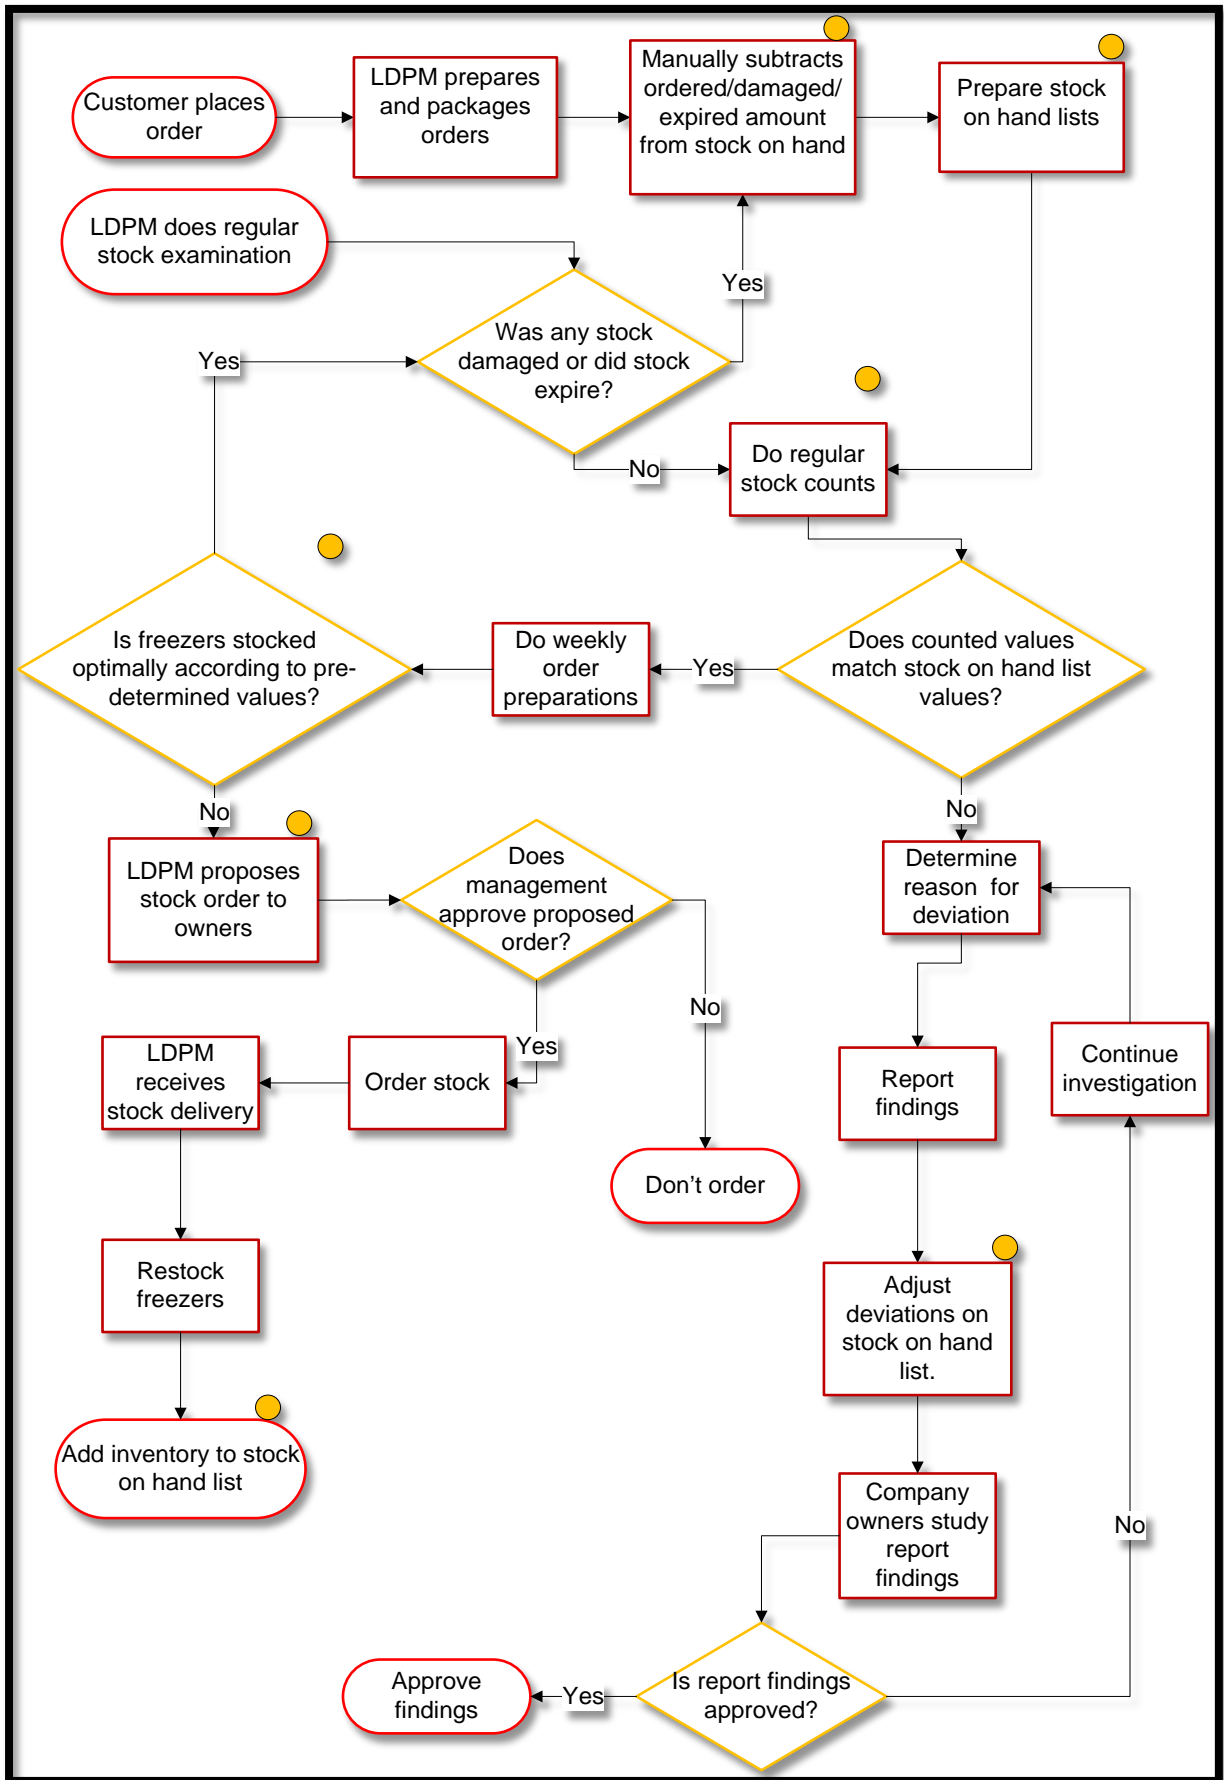 Customer places
order
LDPM prepares
and packages
orders
Manually subtracts
ordered/damaged/
expired amount
from stock on hand
Prepare stock
on hand lists
LDPM does regular
stock examination
Yes
Was any stock
damaged or did stock
expire?
Yes
No
Do regular
stock counts
Is freezers stocked
optimally according to pre-
determined values?
Do weekly
order
preparations
Yes
Does counted values
match stock on hand list
values?
No
No
LDPM proposes
stock order to
owners
Does
management
approve proposed
order?
Determine
reason for
deviation
No
Yes
LDPM
receives
stock delivery
Order stock
Report
findings
Continue
investigation
Don't order
Restock
freezers
Adjust
deviations on
stock on hand
list.
Add inventory to stock
on hand list
Company
owners study
report
findings
No
Approve
findings
Yes
Is report findings
approved?